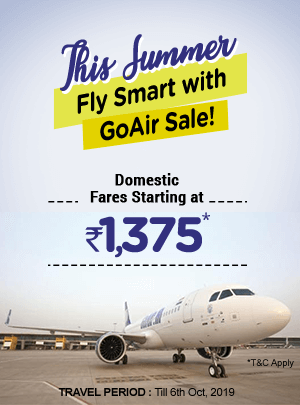 This Summer
Fly Smart with
GoAir Sale!
Domestic
Fares Starting at
₹1,375*
*T&C Apply
TRAVEL PERIOD : Till 6th Oct, 2019